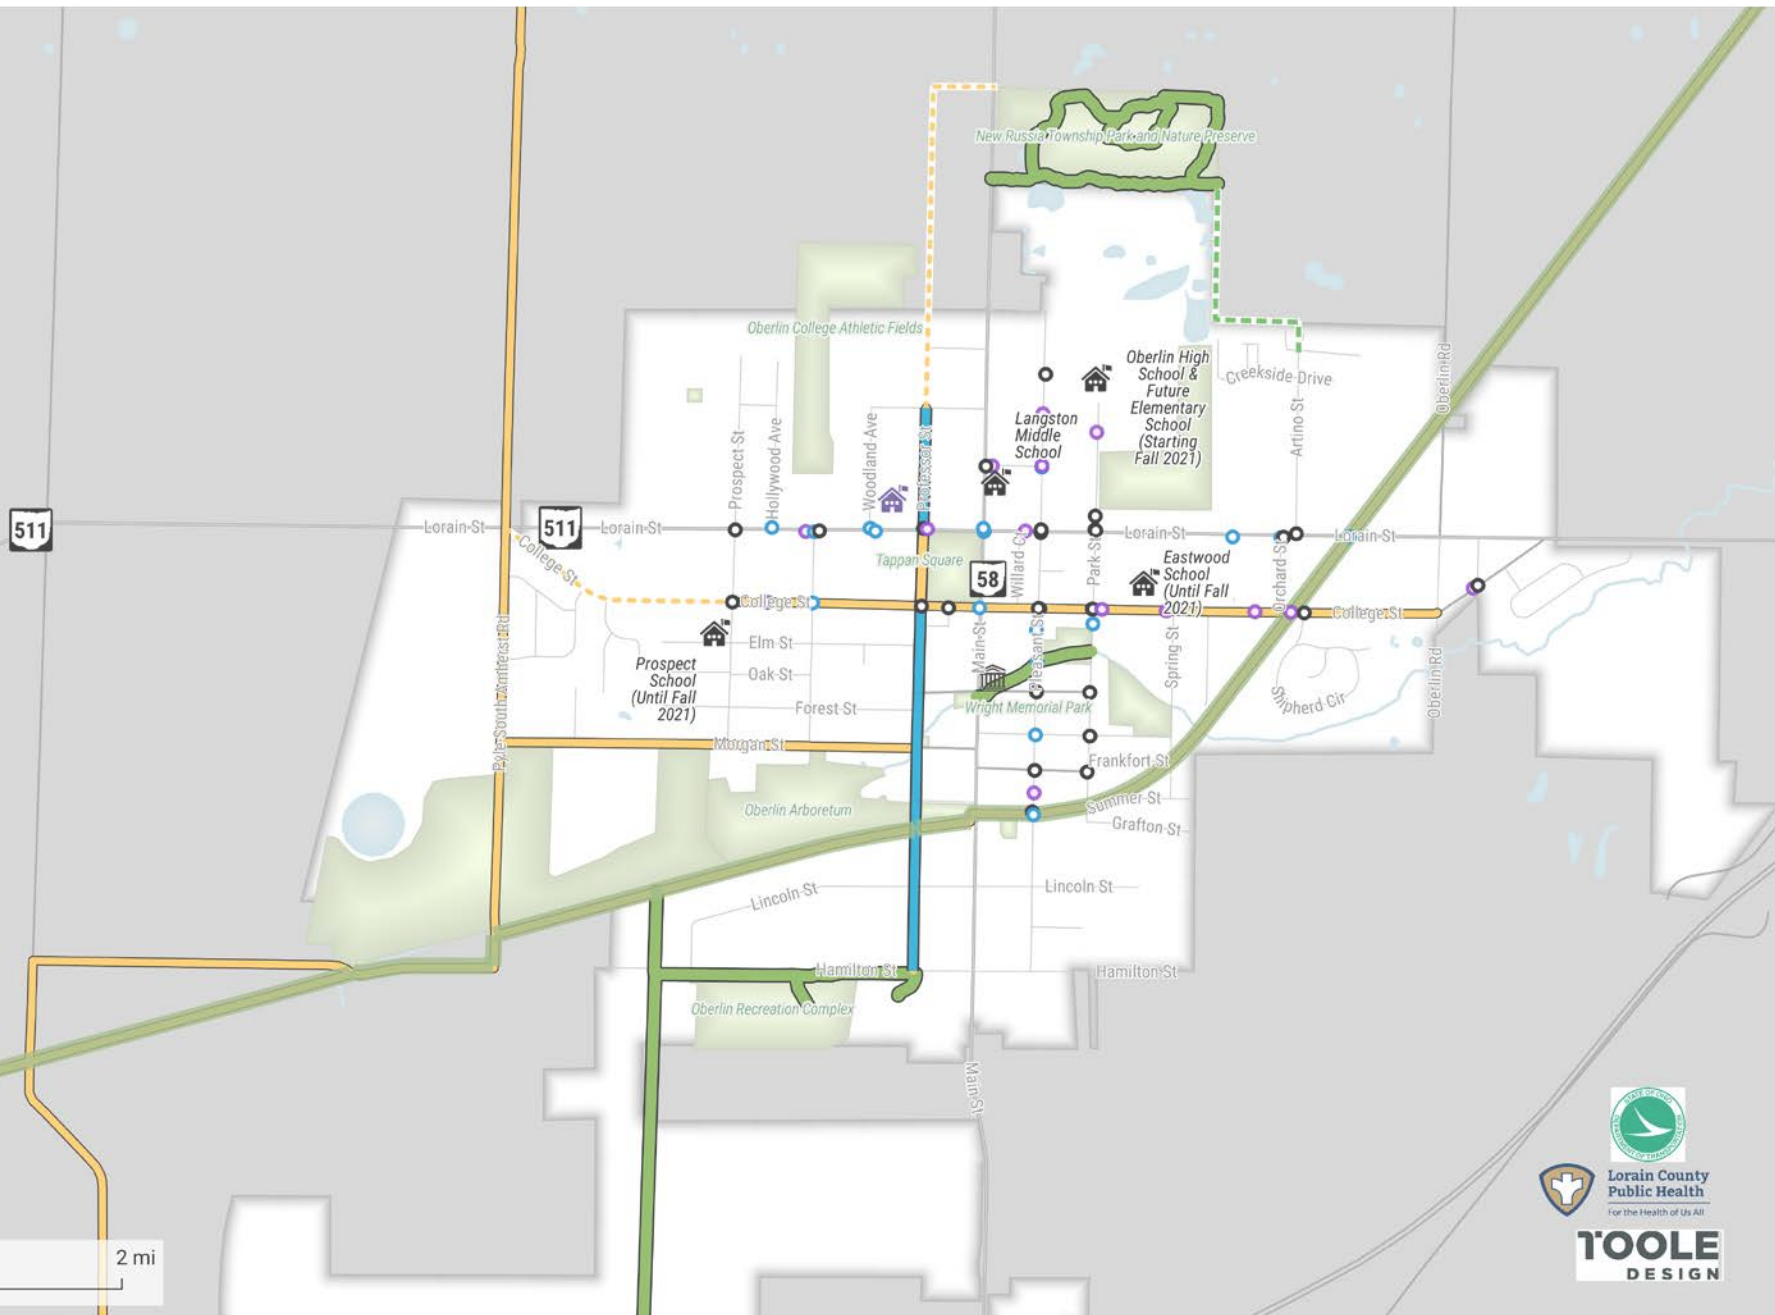 New Russia Township Park and Nature Preserve
Oberlin College Athletic Fields
Oberlin High
School &
Future
Elementary
School
(Starting
Fall 2021)
Creekside Drive
Oberlin Rd
Artino St
Langston
Middle
School
Prospect St
Hollywood Ave
Woodland Ave
Professor St
511
Lorain St
511
Lorain St
Lorain St
Lorain St
College St
Tappan Square
58
Willard Ct
Park St
Eastwood
School
(Until Fall
2021)
Orchard St
College St
College St
Elm St
Oak St
Forest St
Prospect
School
(Until Fall
2021)
Pyle South Amherst Rd
Main St
Pleasant St
Spring St
Shipherd Cir
Oberlin Rd
Wright Memorial Park
Morgan St
Frankfort St
Oberlin Arboretum
Summer St
Grafton St
Lincoln St
Lincoln St
Hamilton St
Hamilton St
Oberlin Recreation Complex
Main St
STATE OF OHIO
DEPARTMENT OF TRANSPORTATION
Lorain County
Public Health
For the Health of Us All
TOOLE
DESIGN
2 mi